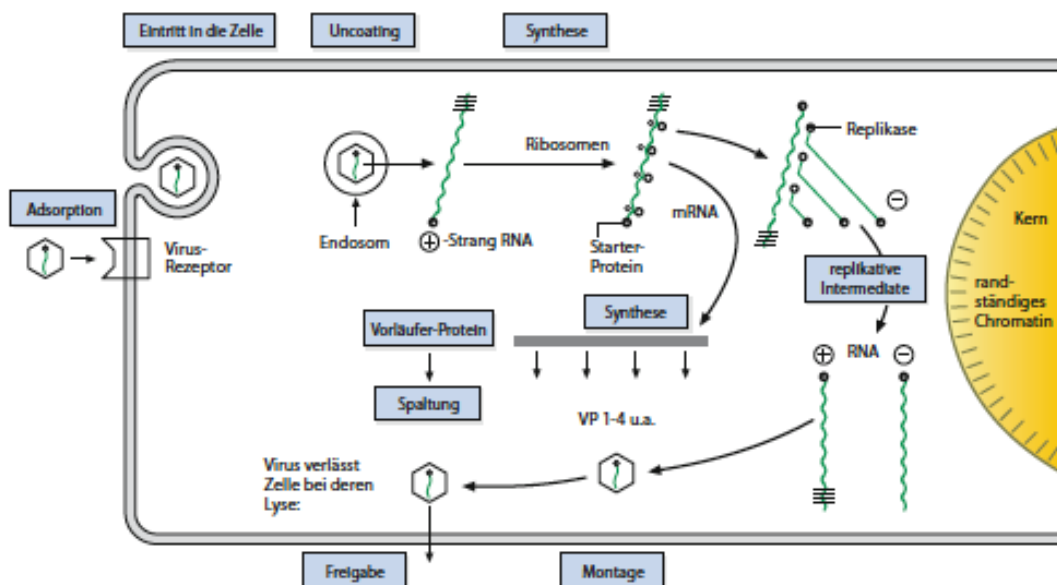 Eintritt in die Zelle
Uncoating
Synthese
Adsorption
Virus-
Rezeptor
Endosom
+
-Strang RNA
Ribosomen
Starter-
Protein
mRNA
Replikase
−
Kern
rand-
ständiges
Chromatin
replikative
Intermediate
+
RNA
−
Vorläufer-Protein
Spaltung
Synthese
VP 1-4 u.a.
Virus verlässt
Zelle bei deren
Lyse:
Freigabe
Montage